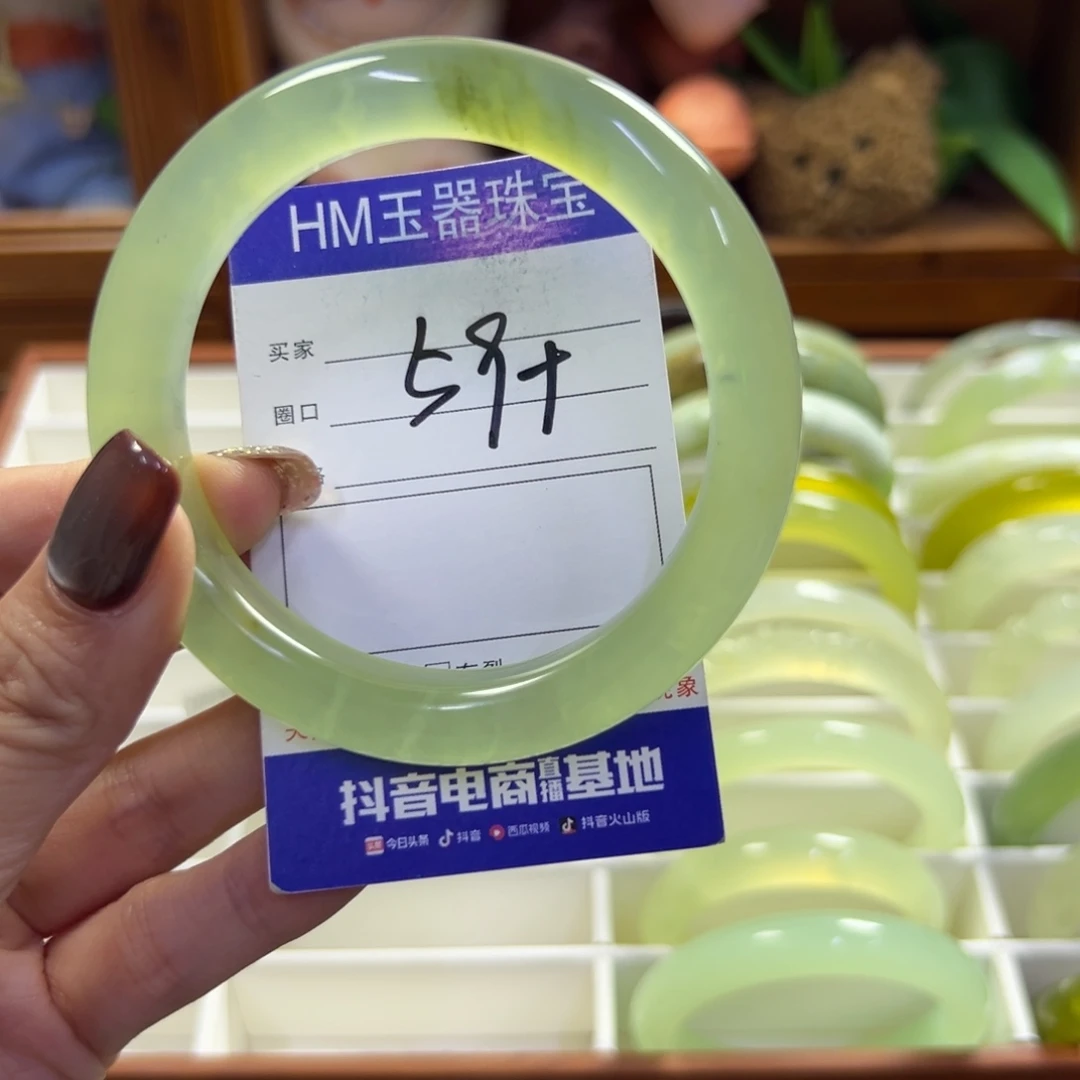 HM玉器珠宝
买家
59+
圈口
抖音电商直播基地
今日头条 抖音 西瓜视频 抖音火山版